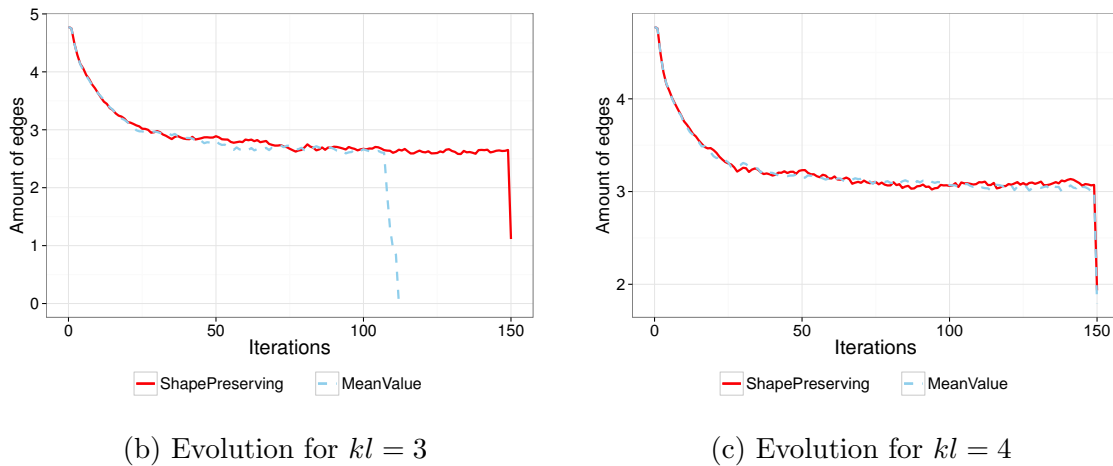 5
4
3
2
1
0
Amount of edges
0 50 100 150
Iterations
ShapePreserving MeanValue
(b) Evolution for kl = 3
4
3
2
Amount of edges
0 50 100 150
Iterations
ShapePreserving MeanValue
(c) Evolution for kl = 4